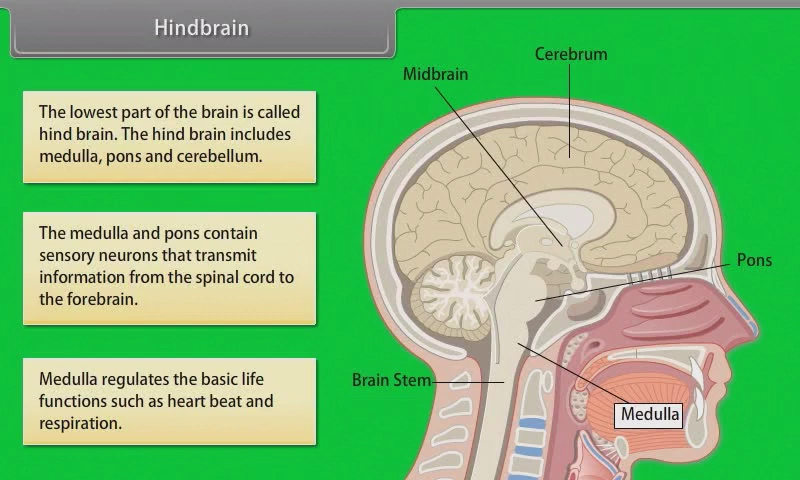 Hindbrain
The lowest part of the brain is called
hind brain. The hind brain includes
medulla, pons and cerebellum.
The medulla and pons contain
sensory neurons that transmit
information from the spinal cord to
the forebrain.
Medulla regulates the basic life
functions such as heart beat and
respiration.
Cerebrum
Midbrain
Pons
Brain Stem
Medulla